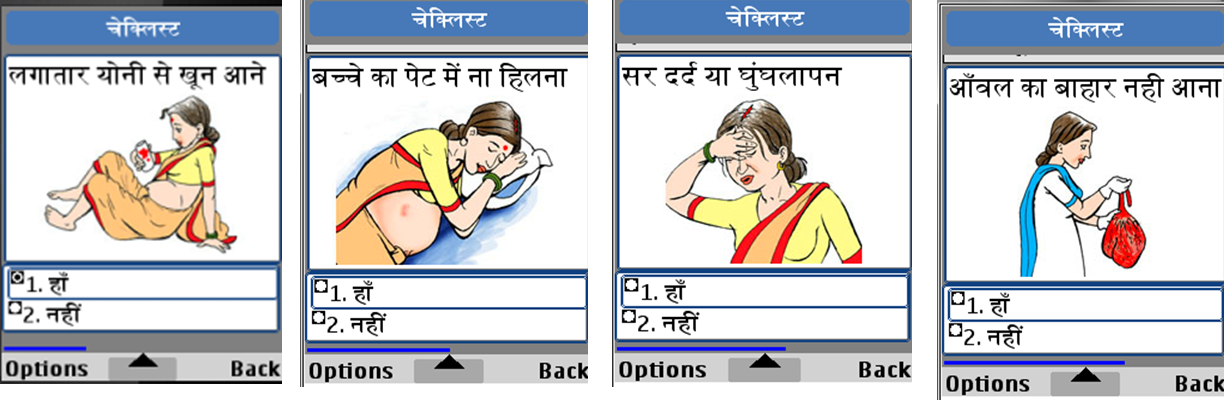 चेक्लिस्ट
लगातार योनी से खून आने
1. हाँ
2. नहीं
Options
Back
चेक्लिस्ट
बच्चे का पेट में ना हिलना
1. हाँ
2. नहीं
Options
Back
चेक्लिस्ट
सर दर्द या घुंघलापन
1. हाँ
2. नहीं
Options
Back
चेक्लिस्ट
आँवल का बाहार नही आना
1. हाँ
2. नहीं
Options
Back